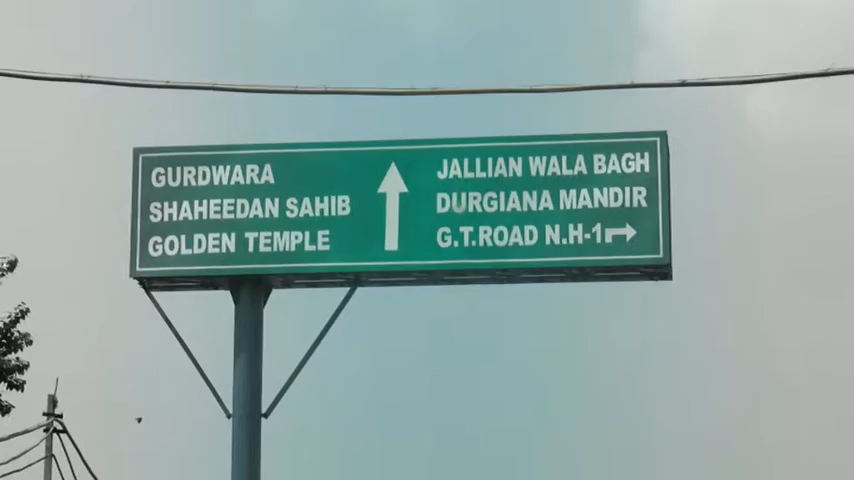 GURDWARA
SHAHEEDAN SAHIB
GOLDEN TEMPLE
JALLIAN WALA BAGH
DURGIANA MANDIR
G.T.ROAD N.H-1